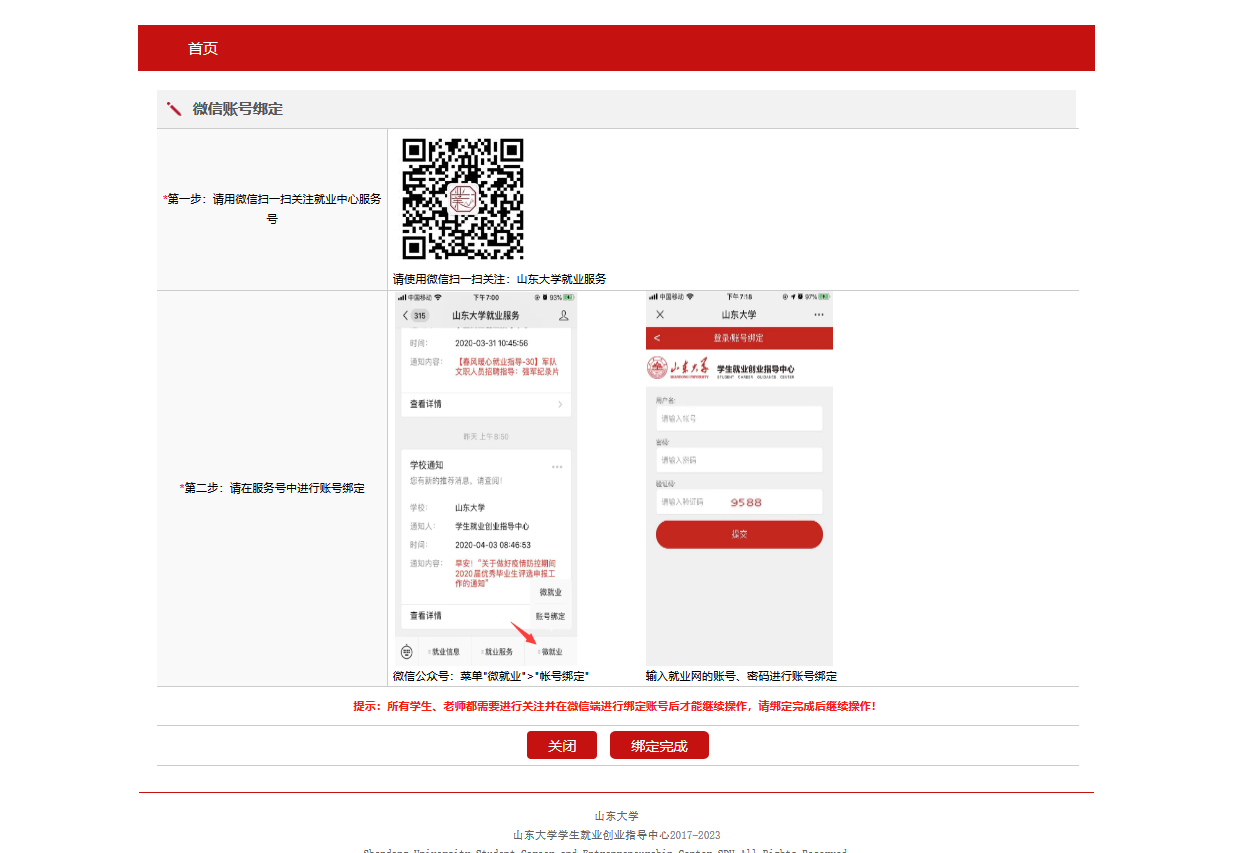 首页
微信账号绑定
*第一步：请用微信扫一扫关注就业中心服务
号
请使用微信扫一扫关注：山东大学就业服务
*第二步：请在服务号中进行账号绑定
中国移动
下午7:00
93%
315
山东大学就业服务
时间：
2020-03-31 10:45:56
通知内容：
【春风暖心就业指导-30】军队
文职人员招聘指导：强军纪录片
查看详情
昨天 上午8:50
学校通知
您有新的推荐消息，请查阅！
学校：
山东大学
通知人：
学生就业创业指导中心
时间：
2020-04-03 08:46:53
通知内容：
早安！“关于做好疫情防控期间
2020届优秀毕业生评选申报工
作的通知”
微就业
查看详情
账号绑定
就业信息
就业服务
微就业
微信公众号：菜单"微就业">"帐号绑定"
中国移动
下午7:18
97%
山东大学
登录/账号绑定
山东大学
SHANDONG UNIVERSITY
学生就业创业指导中心
STUDENT CAREER GUIDANCE CENTER
用户名:
请输入账号
密码:
请输入密码
验证码:
请输入验证码
9588
提交
输入就业网的账号、密码进行账号绑定
提示：所有学生、老师都需要进行关注并在微信端进行绑定账号后才能继续操作，请绑定完成后继续操作!
关闭
绑定完成
山东大学
山东大学学生就业创业指导中心2017-2023
Shandong University Student Career and Entrepreneurship Center SDU All Rights Reserved